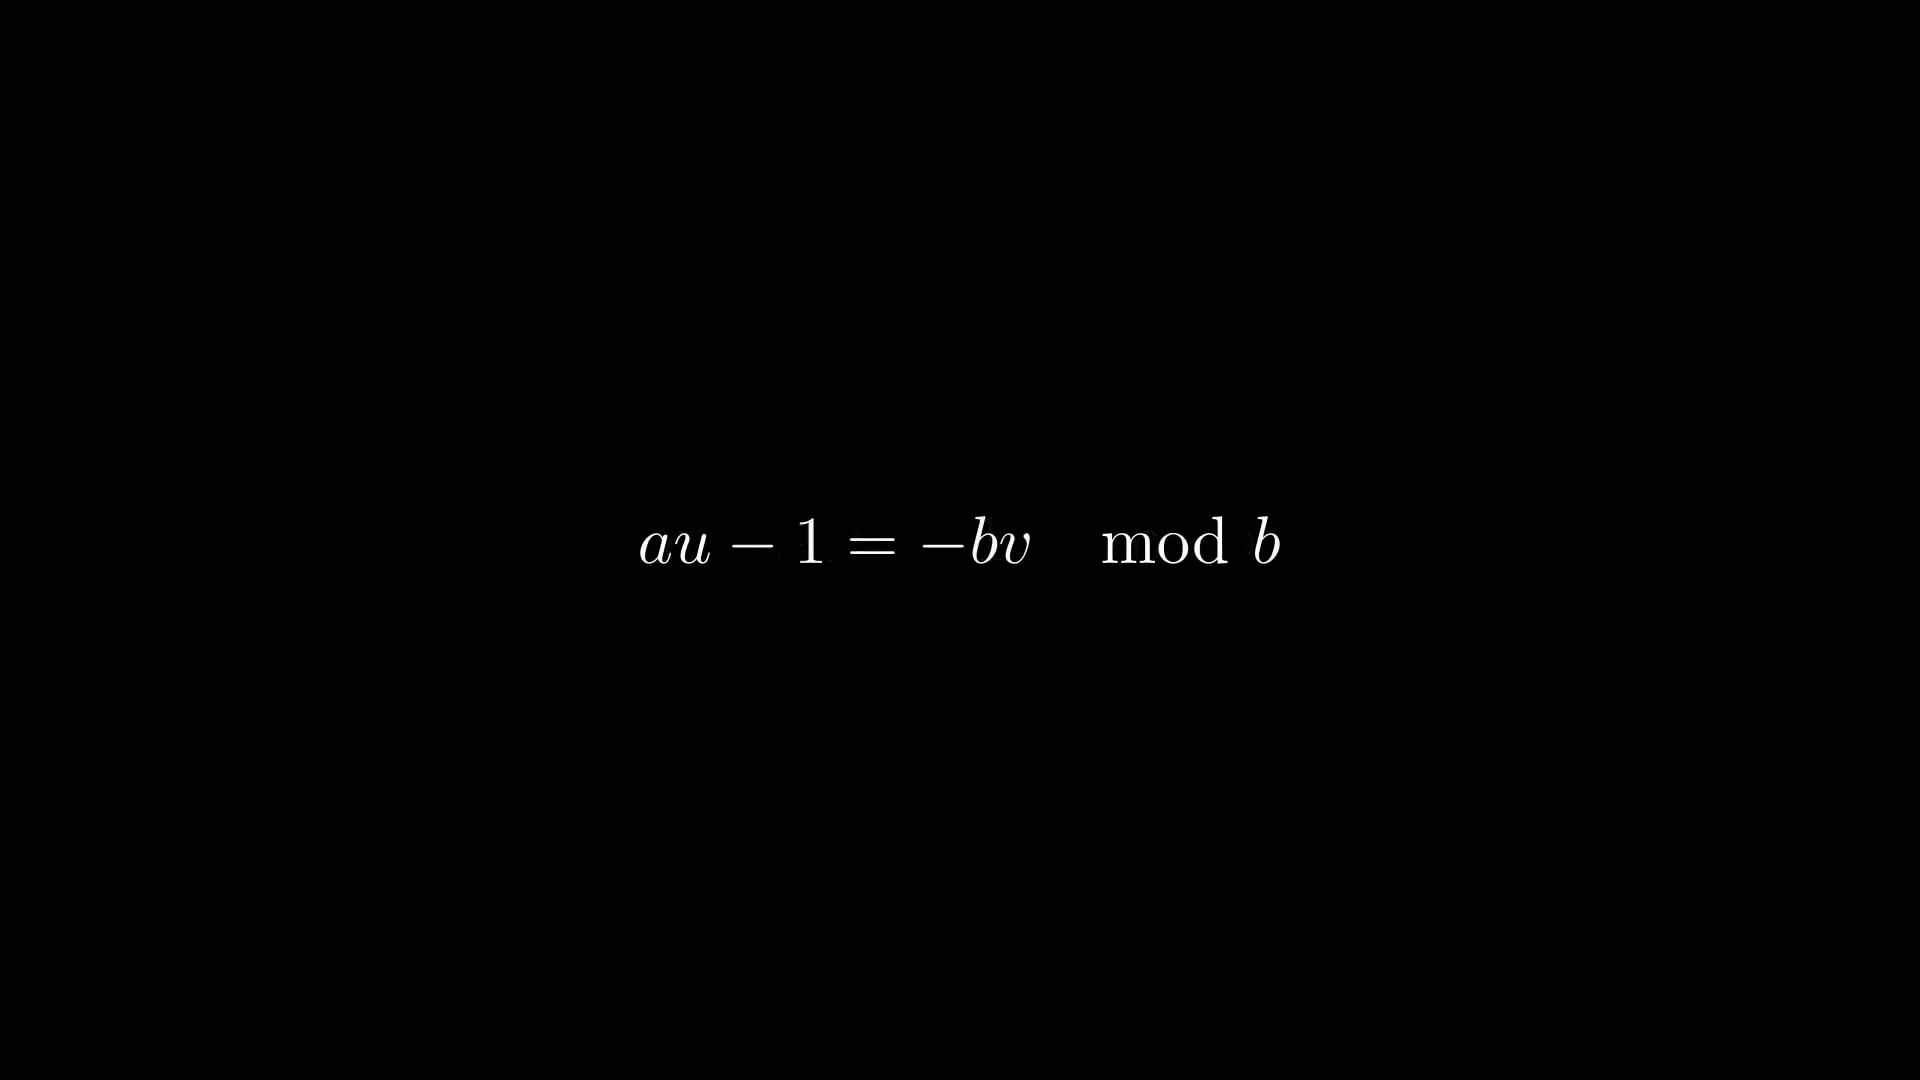 au − 1 = −bv mod b